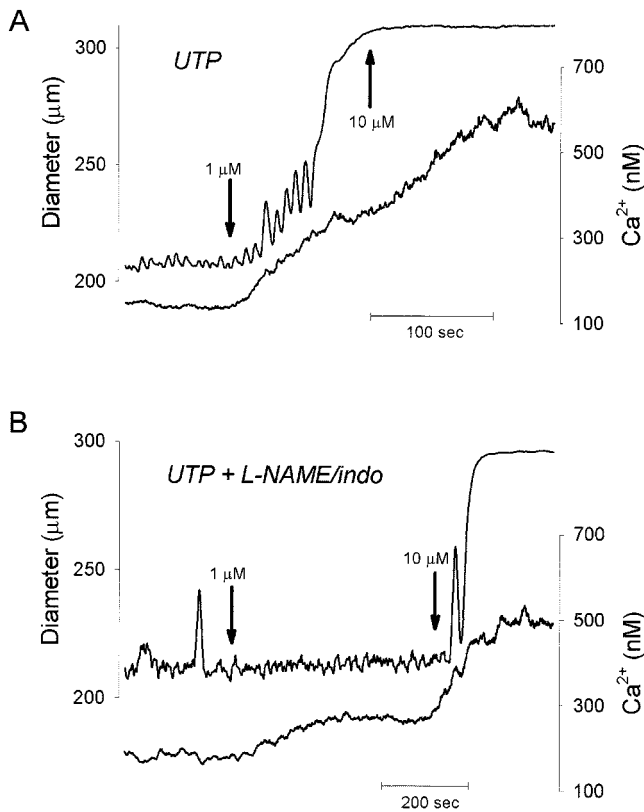 A
UTP
Diameter (μm)
300
250
200
1 μM
10 μM
700
500
300
100
Ca2+ (nM)
100 sec
B
UTP + L-NAME/indo
Diameter (μm)
300
250
200
1 μM
10 μM
700
500
300
100
Ca2+ (nM)
200 sec